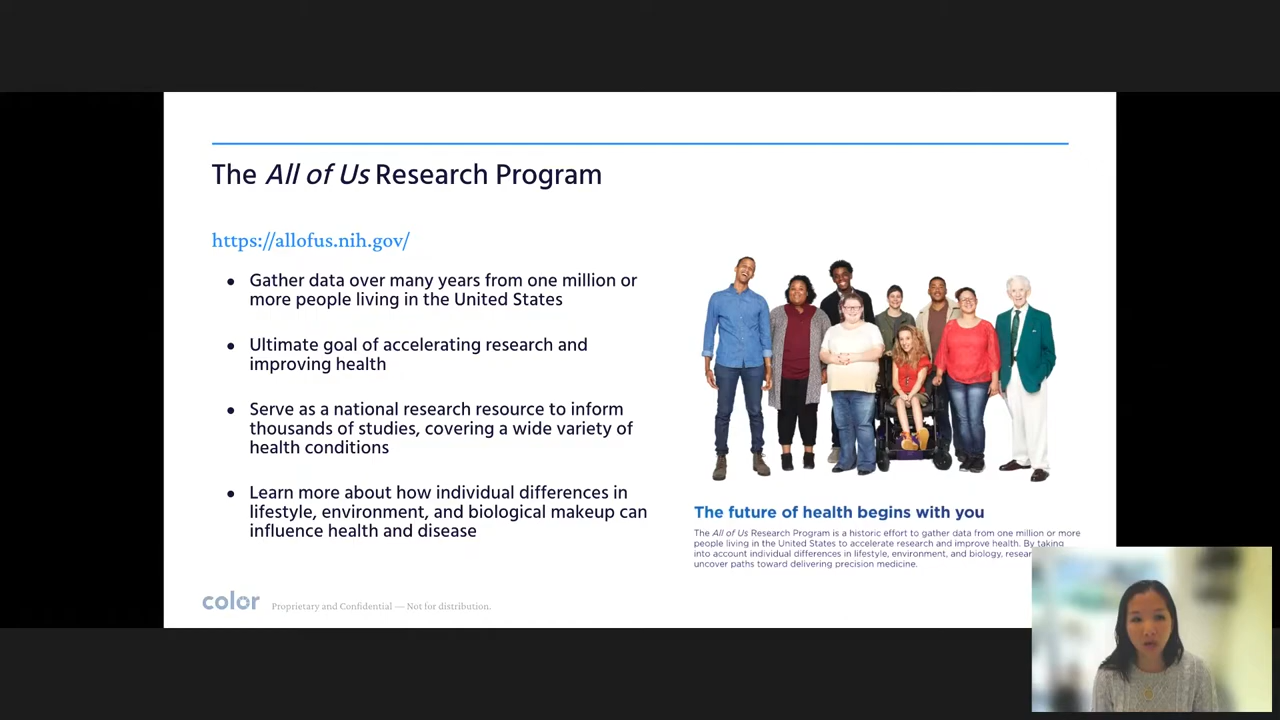 The All of Us Research Program
https://allofus.nih.gov/
● Gather data over many years from one million or
more people living in the United States
● Ultimate goal of accelerating research and
improving health
● Serve as a national research resource to inform
thousands of studies, covering a wide variety of
health conditions
● Learn more about how individual differences in
lifestyle, environment, and biological makeup can
influence health and disease
The future of health begins with you
The All of Us Research Program is a historic effort to gather data from one million or more
people living in the United States to accelerate research and improve health. By taking
into account individual differences in lifestyle, environment, and biology,
uncover paths toward delivering precision medicine.
color
Proprietary and Confidential — Not for distribution.